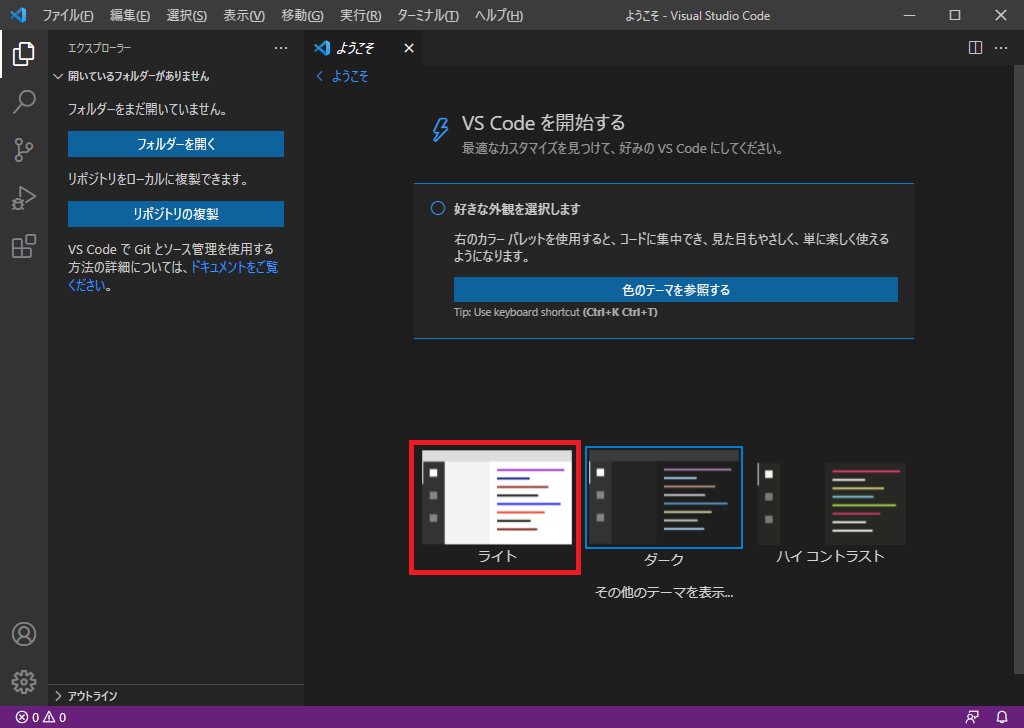 ファイル(F) 編集(E) 選択(S) 表示(V) 移動(G) 実行(R) ターミナル(T) ヘルプ(H) ようこそ - Visual Studio Code
エクスプローラー
開いているフォルダーがありません
フォルダーをまだ開いていません。
フォルダーを開く
リポジトリをローカルに複製できます。
リポジトリの複製
VS Code で Git とソース管理を使用する
方法の詳細については、ドキュメントをご覧
ください。
アウトライン
ようこそ
ようこそ
VS Code を開始する
最適なカスタマイズを見つけて、好みの VS Code にしてください。
好きな外観を選択します
右のカラー パレットを使用すると、コードに集中でき、見た目もやさしく、単に楽しく使える
ようになります。
色のテーマを参照する
Tip: Use keyboard shortcut (Ctrl+K Ctrl+T)
ライト
ダーク
ハイ コントラスト
その他のテーマを表示...
0 0